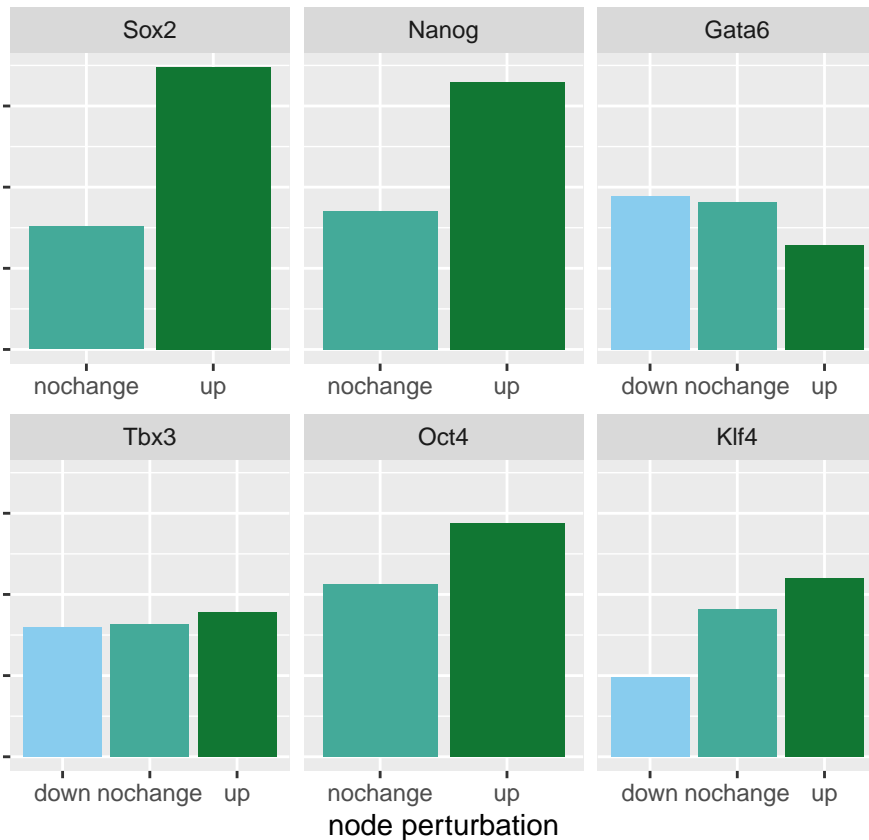 Sox2 Nanog Gata6
nochange up nochange up down nochange up
Tbx3 Oct4 Klf4
down nochange up nochange up down nochange up
node perturbation